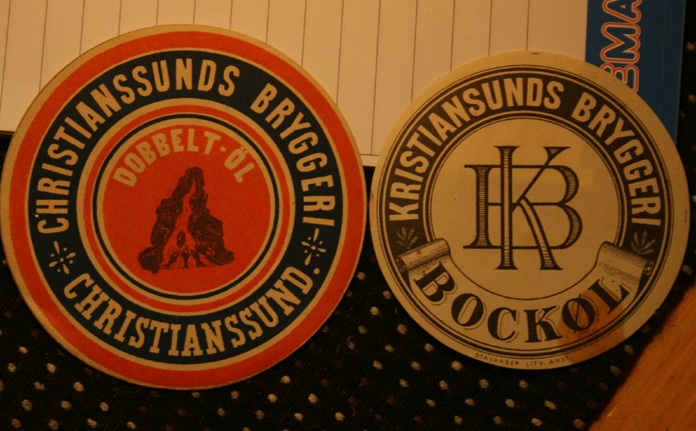 CHRISTIANSSUNDS BRYGGERI
DOBBELT-ØL
CHRISTIANSSUND.
KRISTIANSUNDS BRYGGERI
KB
BOCKØL
STAVANGER LITH. ANST.